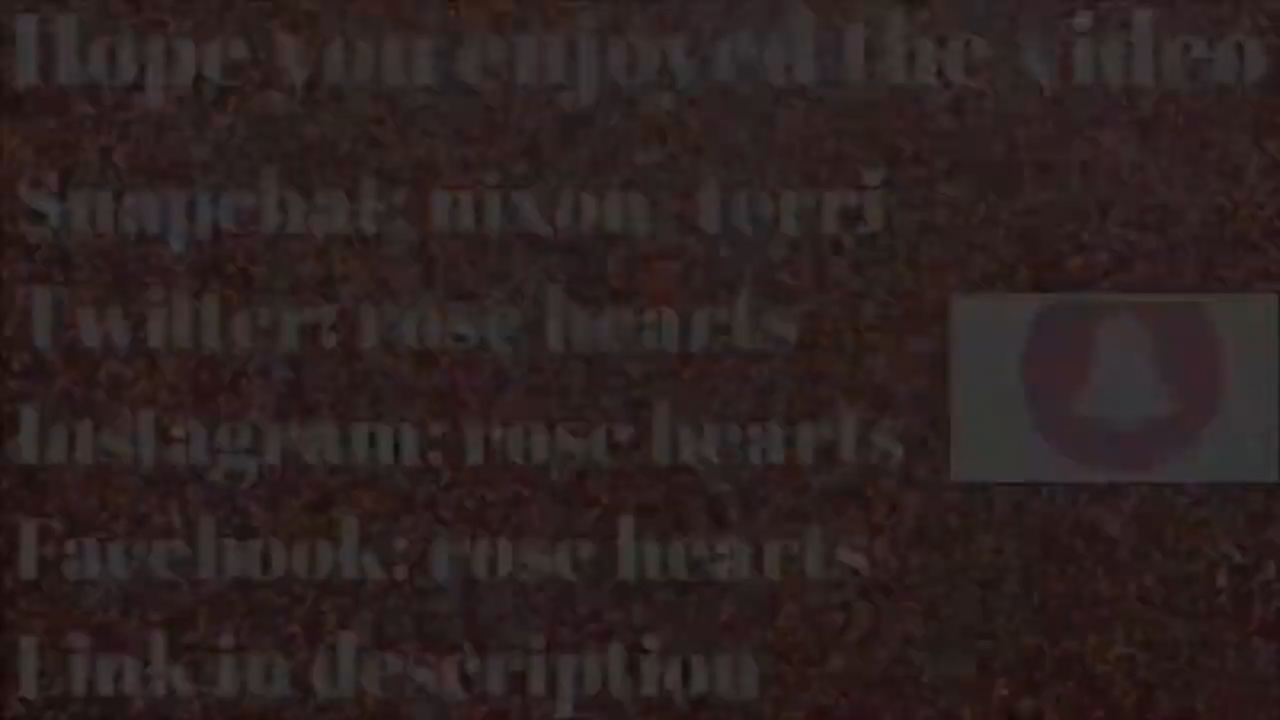 Hope you enjoyed the video
Snapchat: nixon_terri
Twitter: rose hearts
Instagram: rose hearts
Facebook: rose hearts
Link in description